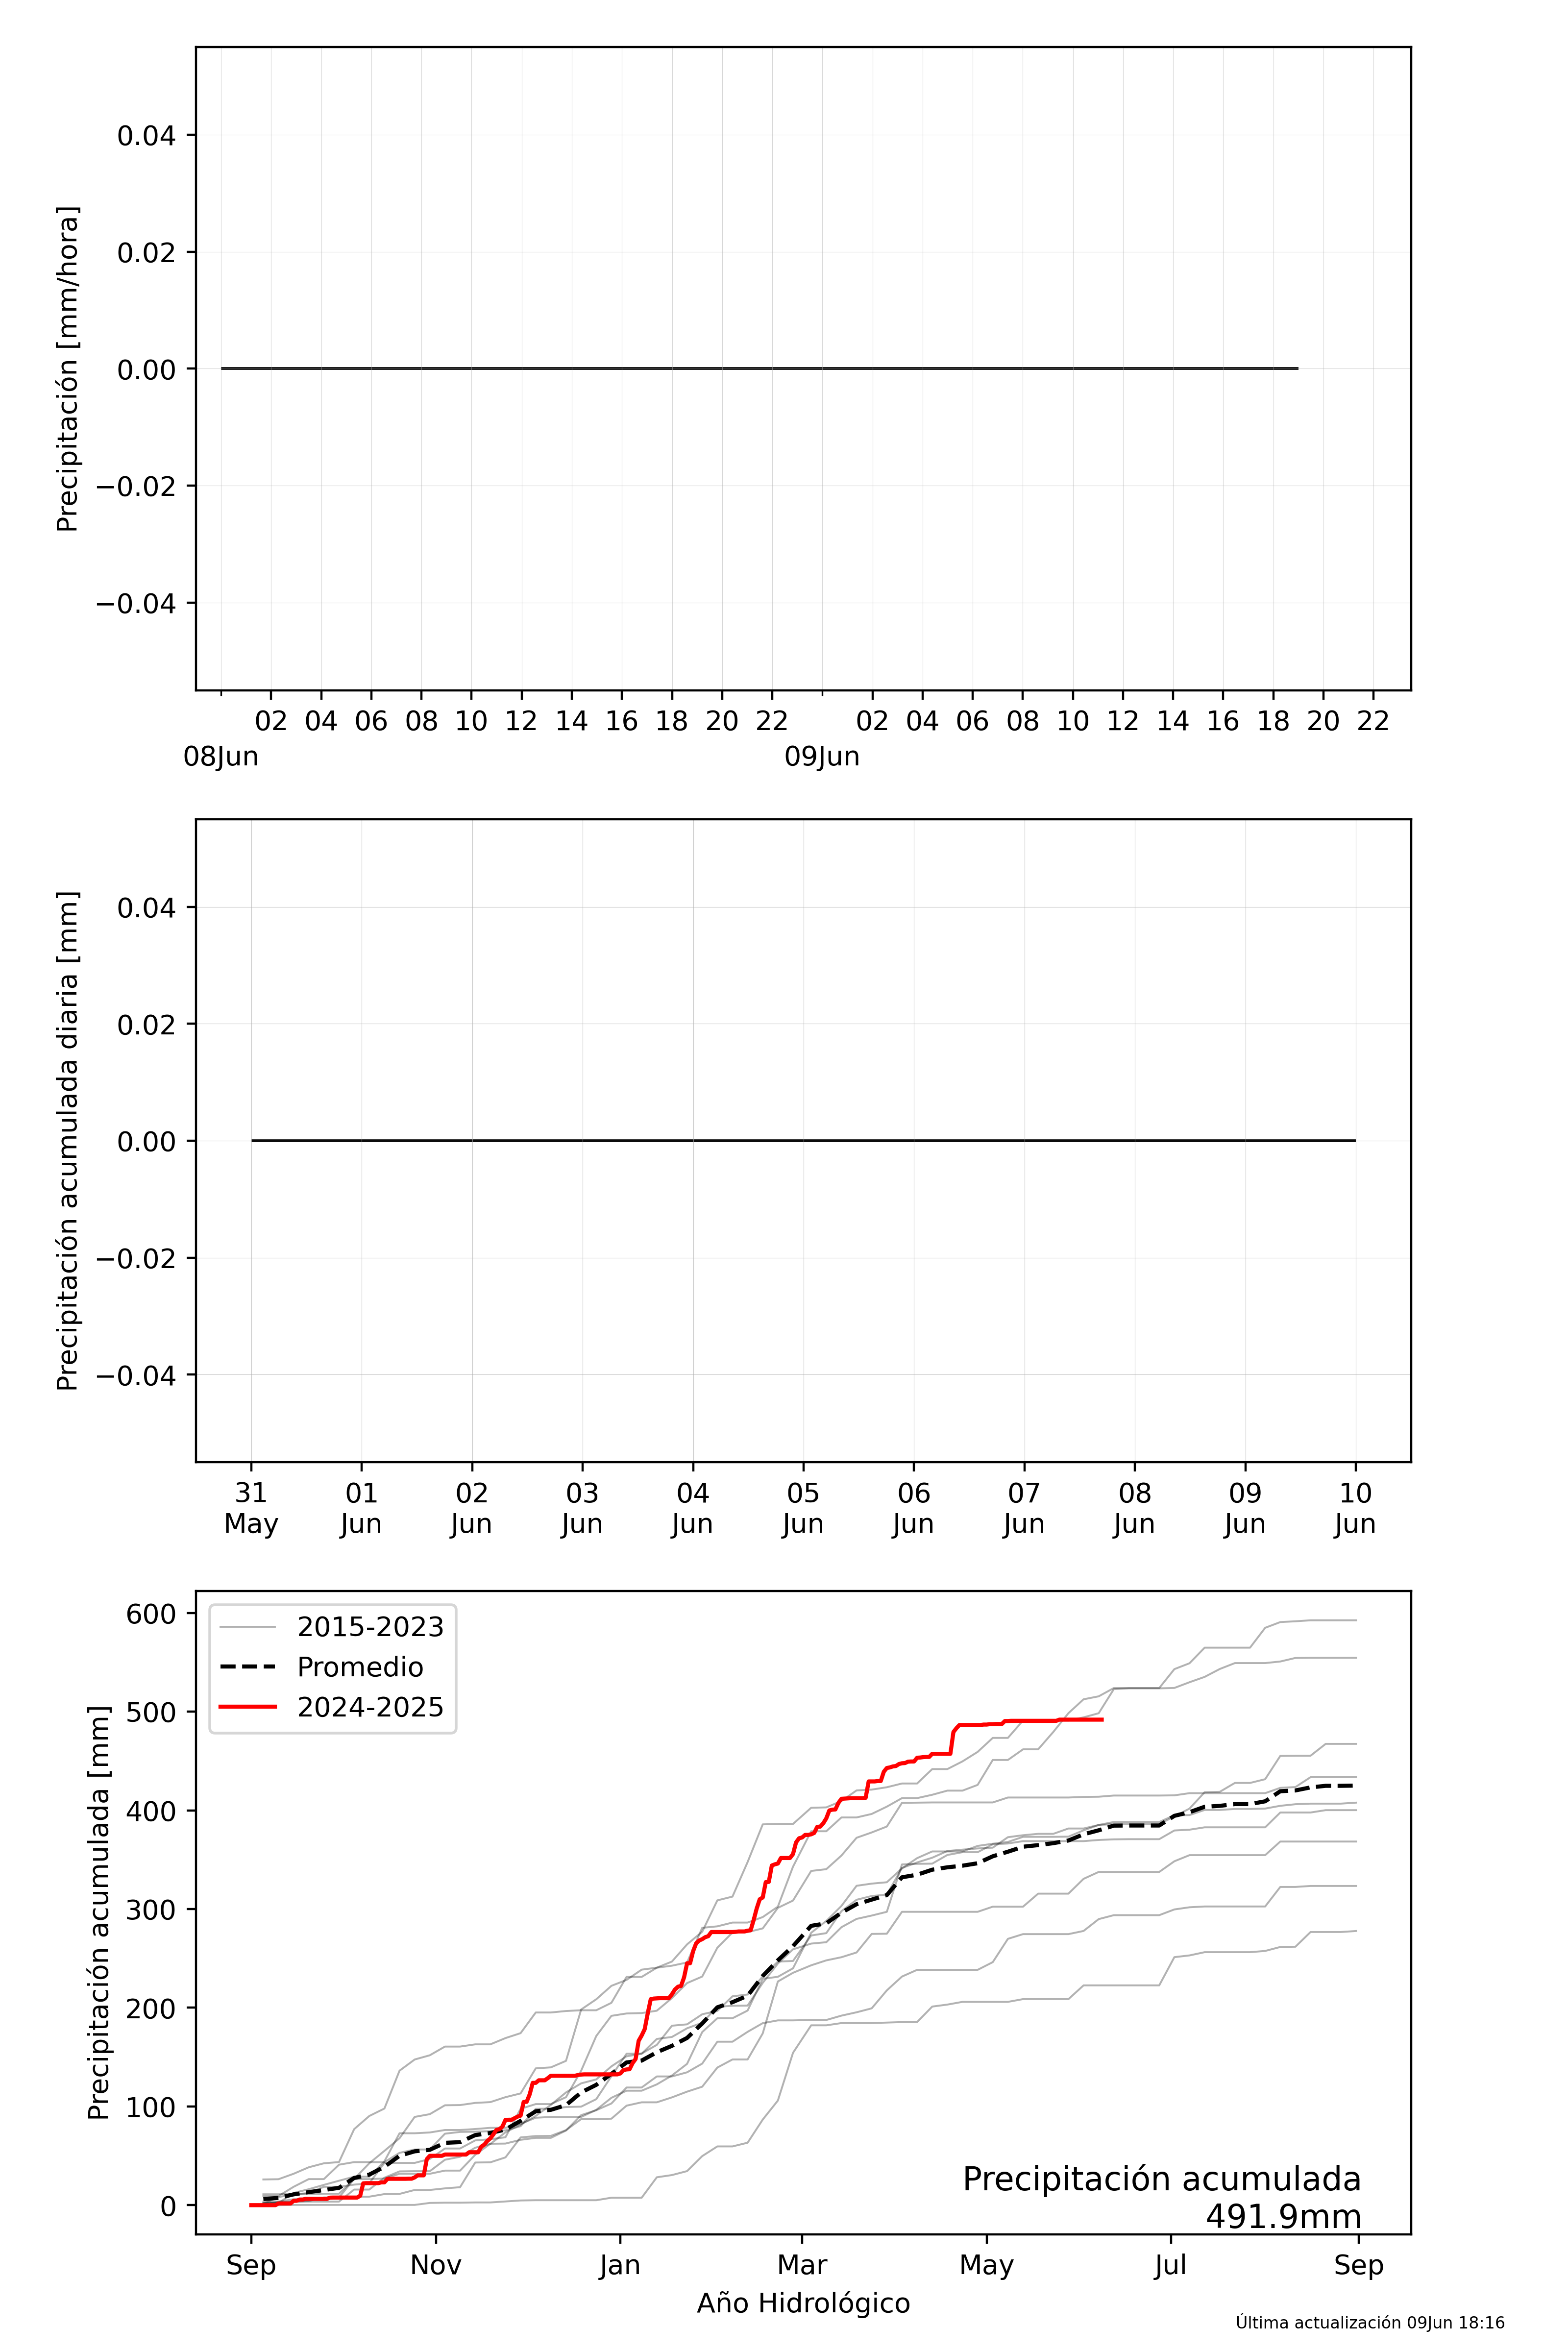 Precipitación [mm/hora]
0.04
0.02
0.00
−0.02
−0.04
02 04 06 08 10 12 14 16 18 20 22 02 04 06 08 10 12 14 16 18 20 22
08Jun 09Jun
Precipitación acumulada diaria [mm]
0.04
0.02
0.00
−0.02
−0.04
31 01 02 03 04 05 06 07 08 09 10
May Jun Jun Jun Jun Jun Jun Jun Jun Jun Jun
Precipitación acumulada [mm]
600
500
400
300
200
100
0
2015-2023
Promedio
2024-2025
Precipitación acumulada
491.9mm
Sep Nov Jan Mar May Jul Sep
Año Hidrológico
Última actualización 09Jun 18:16